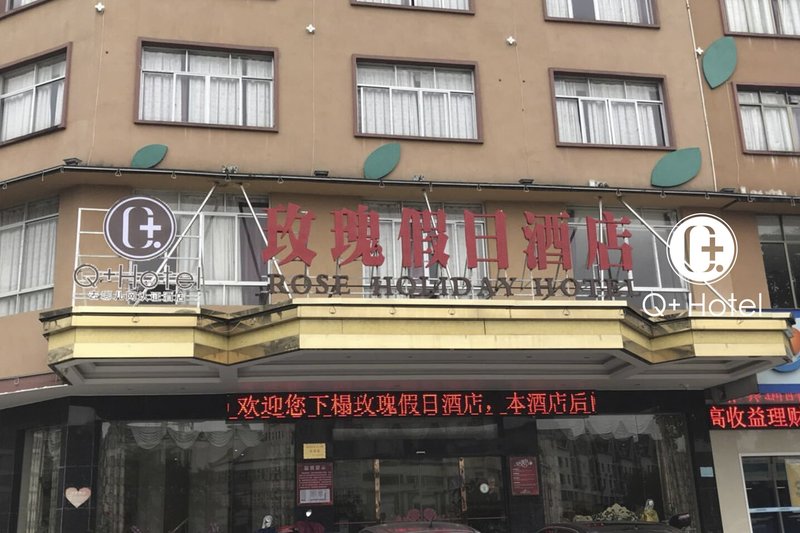 Q+
Q+Hotel
玫瑰假日酒店
ROSE HOLIDAY HOTEL
Q+
Q+Hotel
欢迎您下榻玫瑰假日酒店，本酒店后
高收益理财